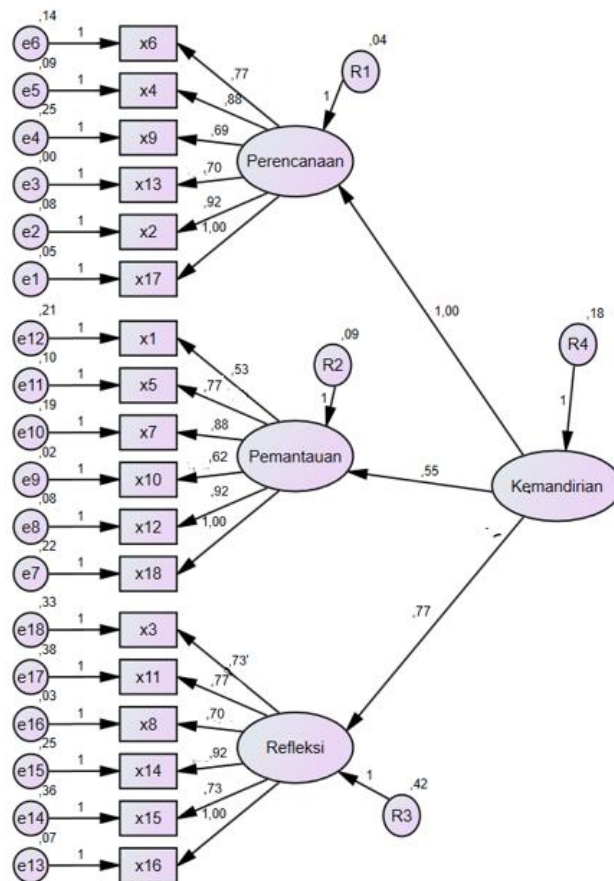 ,14
e6 1 x6
,09
e5 1 x4
,25
e4 1 x9
,00
e3 1 x13
,08
e2 1 x2
,05
e1 1 x17
,77
,88
,69
,70
,92
1,00
Perencanaan
,04
R1
1
,21
e12 1 x1
,10
e11 1 x5
,19
e10 1 x7
,02
e9 1 x10
,08
e8 1 x12
,22
e7 1 x18
,53
,77
,88
,62
,92
1,00
Pemantauan
,09
R2
1
,33
e18 1 x3
,38
e17 1 x11
,03
e16 1 x8
,25
e15 1 x14
,36
e14 1 x15
,07
e13 1 x16
,73
,77
,70
,92
,73
1,00
Refleksi
1
,42
R3
1,00
,55
,77
,18
R4
1
Kemandirian